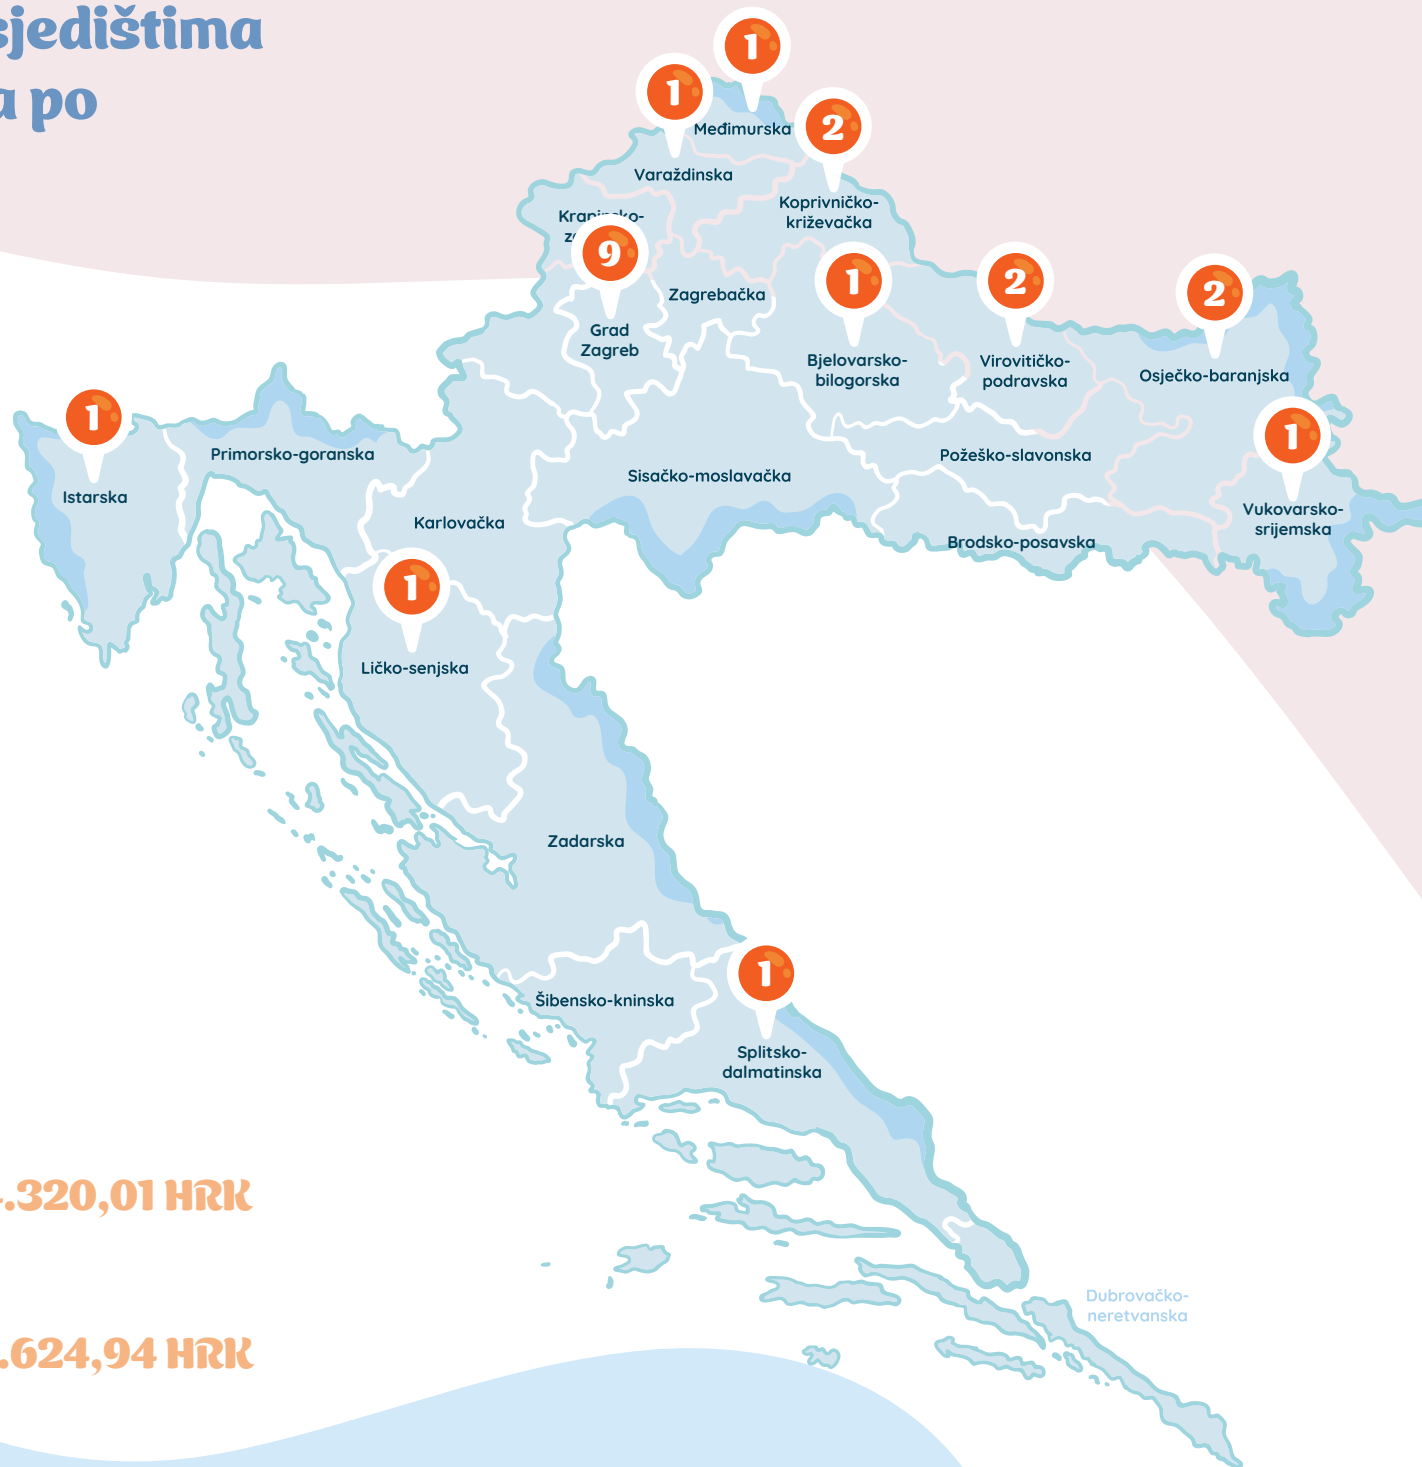 sjedištima
a po
1
1
Međimurska
2
Varaždinska
Koprivničko-
križevačka
9
Zagrebačka
Grad
Zagreb
1
Bjelovarsko-
bilogorska
2
Virovitičko-
podravska
2
Osječko-baranjska
1
Istarska
Primorsko-goranska
Sisačko-moslavačka
Požeško-slavonska
1
Vukovarsko-
srijemska
Karlovačka
Brodsko-posavska
1
Ličko-senjska
Zadarska
1
Šibensko-kninska
Splitsko-
dalmatinska
.320,01 HRK
Dubrovačko-
neretvanska
.624,94 HRK